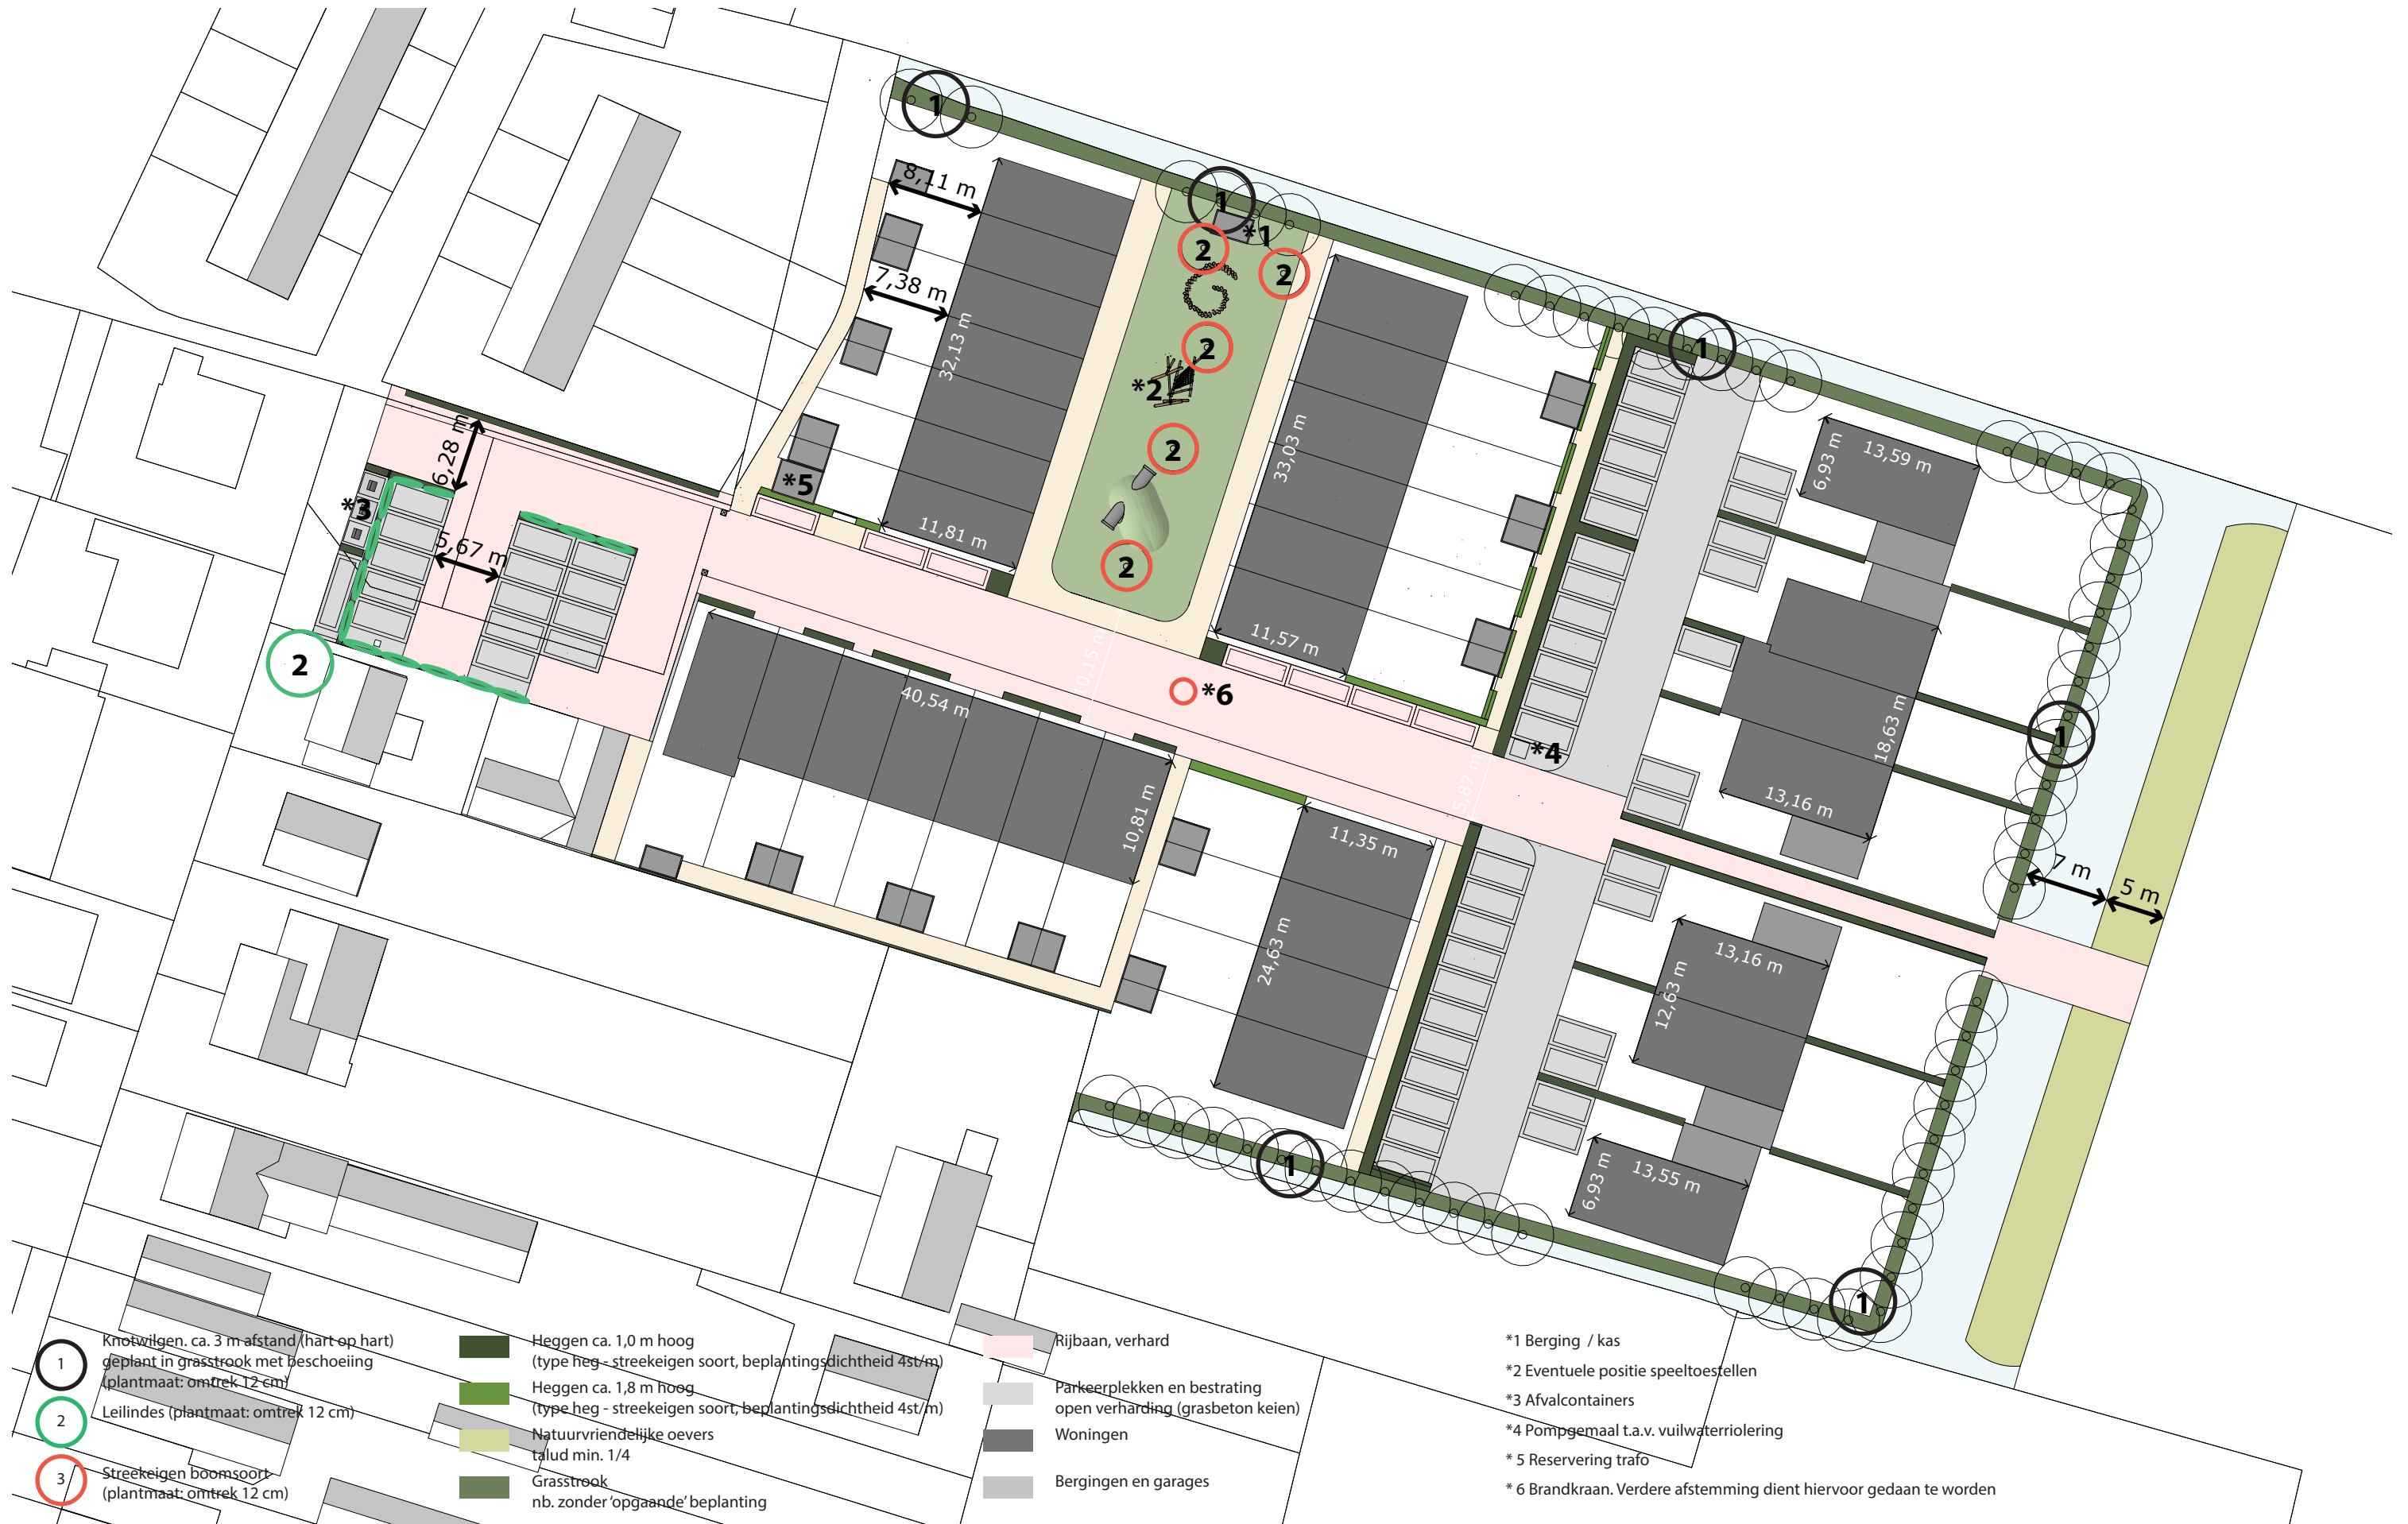 1
8,11 m
1
*1
2
2
7,38 m
32,13 m
2
1
*2
13,59 m
6,93 m
6,28 m
2
33,03 m
*5
*3
11,81 m
5,67 m
2
11,57 m
10,15 m
2
*6
40,54 m
18,63 m
1
*4
5,87 m
13,16 m
10,81 m
11,35 m
7 m
5 m
24,63 m
13,16 m
12,63 m
1
13,55 m
6,93 m
1
1
Knotwilgen. ca. 3 m afstand (hart op hart)
geplant in grasstrook met beschoeiing
(plantmaat: omtrek 12 cm)
2
Leilindes (plantmaat: omtrek 12 cm)
3
Streekeigen boomsoort
(plantmaat: omtrek 12 cm)
Heggen ca. 1,0 m hoog
(type heg - streekeigen soort, beplantingsdichtheid 4st/m)
Heggen ca. 1,8 m hoog
(type heg - streekeigen soort, beplantingsdichtheid 4st/m)
Natuurvriendelijke oevers
talud min. 1/4
Grasstrook
nb. zonder 'opgaande' beplanting
Rijbaan, verhard
Parkeerplekken en bestrating
open verharding (grasbeton keien)
Woningen
Bergingen en garages
*1 Berging / kas
*2 Eventuele positie speeltoestellen
*3 Afvalcontainers
*4 Pompgemaal t.a.v. vuilwaterriolering
* 5 Reservering trafo
* 6 Brandkraan. Verdere afstemming dient hiervoor gedaan te worden